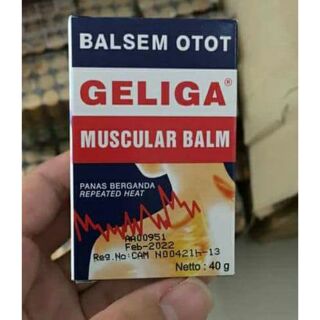 BALSEM OTOT
GELIGA®
MUSCULAR BALM
PANAS BERGANDA
REPEATED HEAT
AA00951
Feb-2022
Reg.No:CAM N00421h-13
Netto : 40 g